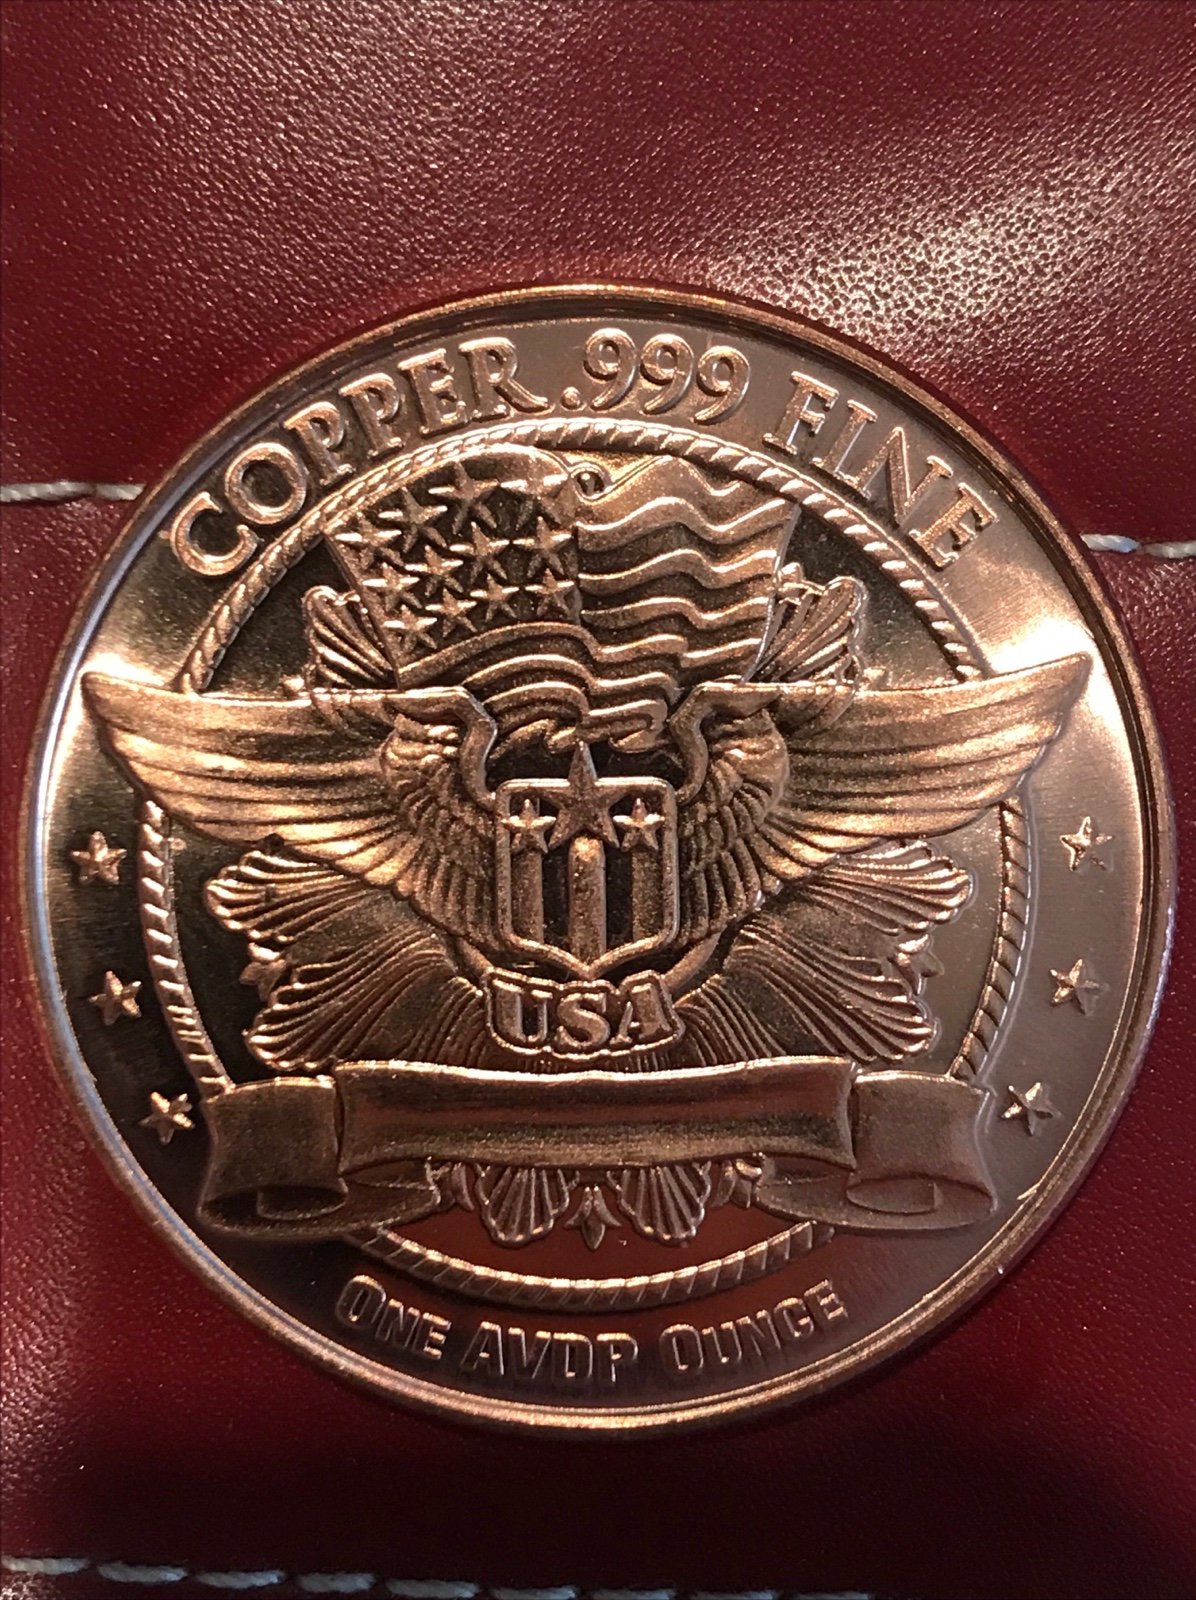 COPPER .999 FINE
USA
ONE AVDP OUNCE